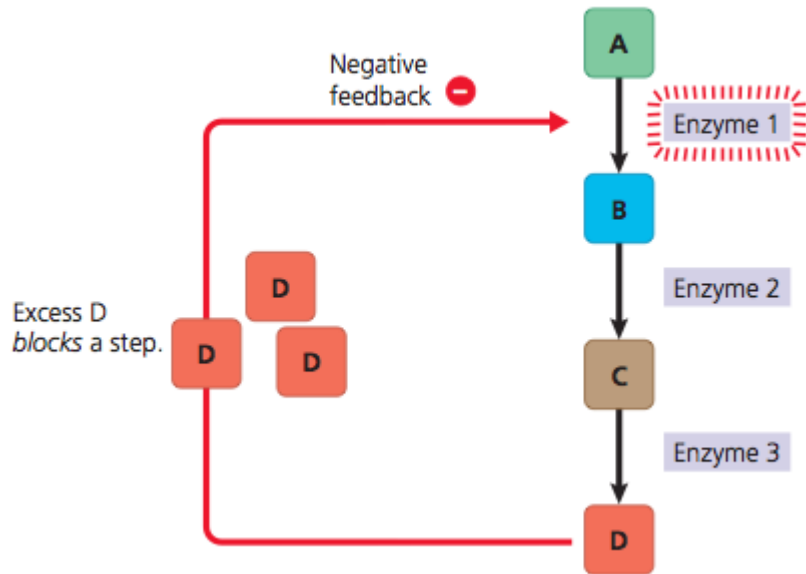 A
Negative
feedback
Enzyme 1
B
D
Enzyme 2
Excess D
blocks a step.
D
D
C
Enzyme 3
D